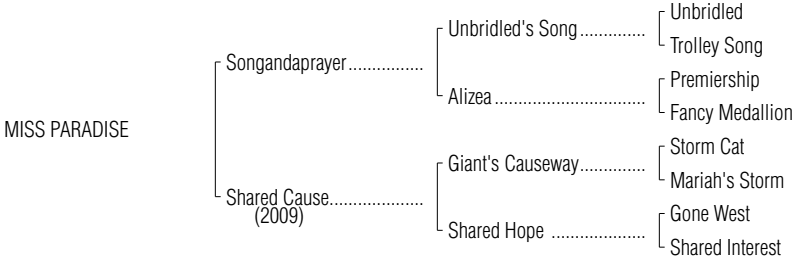 Unbridled
Unbridled's Song..............
Trolley Song
Songandaprayer................
Premiership
Alizea................................
Fancy Medallion
MISS PARADISE
Storm Cat
Giant's Causeway..............
Mariah's Storm
Shared Cause....................
(2009)
Gone West
Shared Hope ....................
Shared Interest